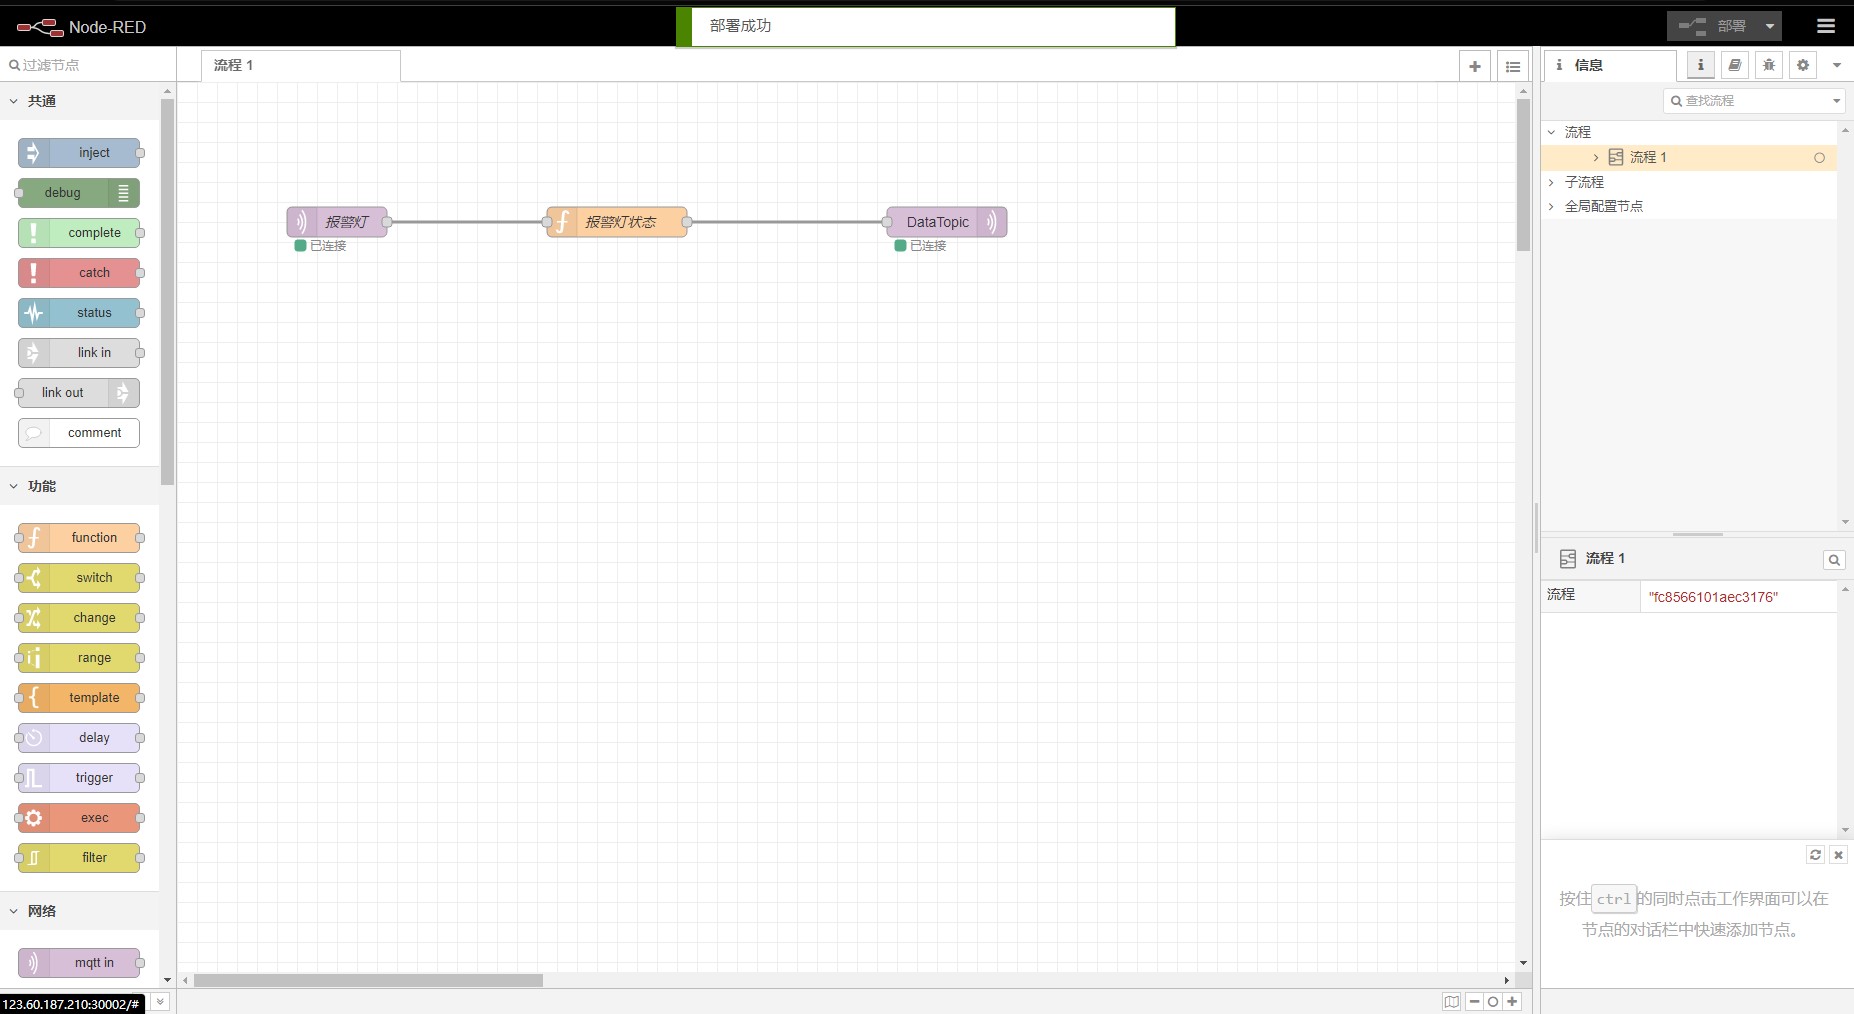 Node-RED
部署成功
部署
过滤节点
流程 1
信息
共通
查找流程
inject
debug
complete
catch
status
link in
link out
comment
功能
function
switch
change
range
template
delay
trigger
exec
filter
网络
mqtt in
123.60.187.210:30002/#
报警灯
已连接
报警灯状态
DataTopic
已连接
流程
流程 1
子流程
全局配置节点
流程 1
流程
"fc8566101aec3176"
按住ctrl的同时点击工作界面可以在
节点的对话栏中快速添加节点。